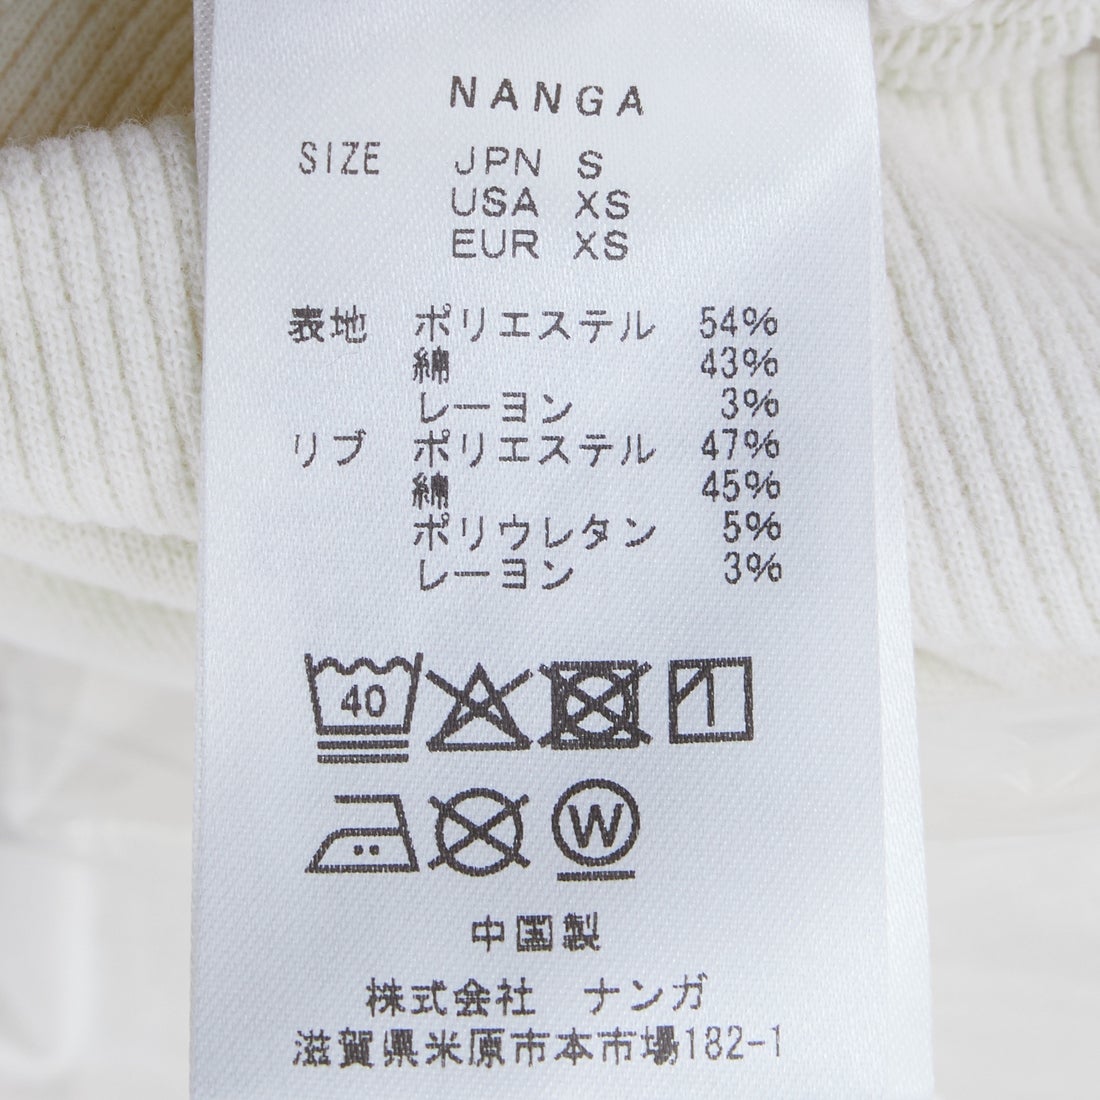 NANGA
SIZE JPN S
USA XS
EUR XS
表地 ポリエステル 54%
綿 43%
レーヨン 3%
リブ ポリエステル 47%
綿 45%
ポリウレタン 5%
レーヨン 3%
40
W
中国製
株式会社 ナンガ
滋賀県米原市本市場182-1